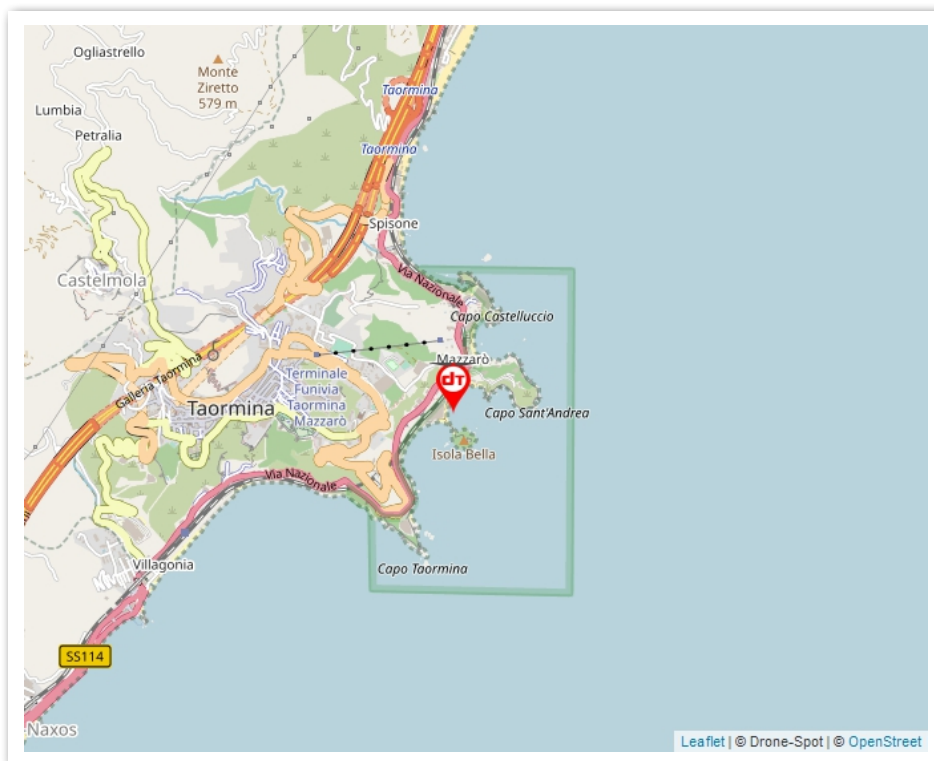 Ogliastrello
Monte
Ziretto
579 m
Taormina
Lumbia
Petralia
Taormina
Spisone
Via Nazionale
Castelmola
Capo Castelluccio
Mazzarò
Galleria Taormina
Terminale
Funivia
Taormina
Mazzarò
dT
Taormina
Capo Sant'Andrea
Isola Bella
Via Nazionale
Villagonia
Capo Taormina
SS114
-Naxos
Leaflet | © Drone-Spot | © OpenStreet